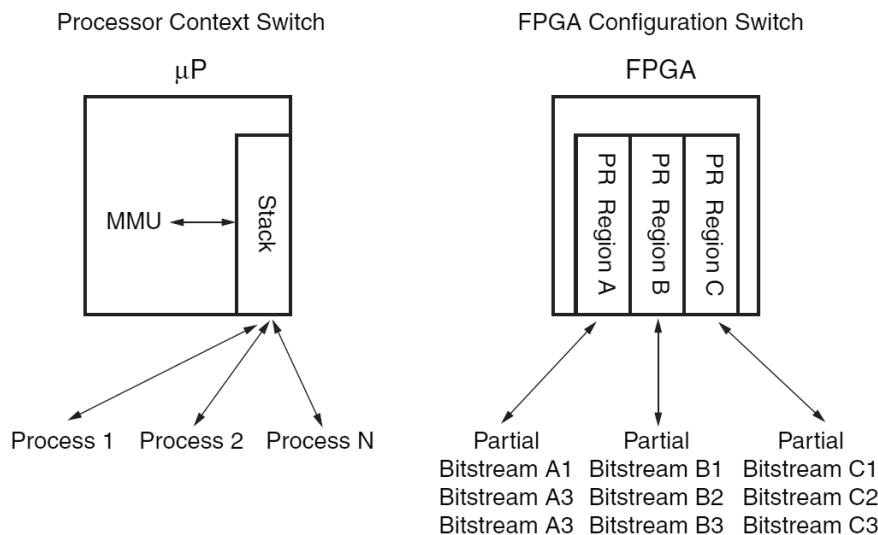 Processor Context Switch
µP
MMU
Stack
Process 1
Process 2
Process N
FPGA Configuration Switch
FPGA
PR Region A
PR Region B
PR Region C
Partial
Bitstream A1
Bitstream A3
Bitstream A3
Partial
Bitstream B1
Bitstream B2
Bitstream B3
Partial
Bitstream C1
Bitstream C2
Bitstream C3